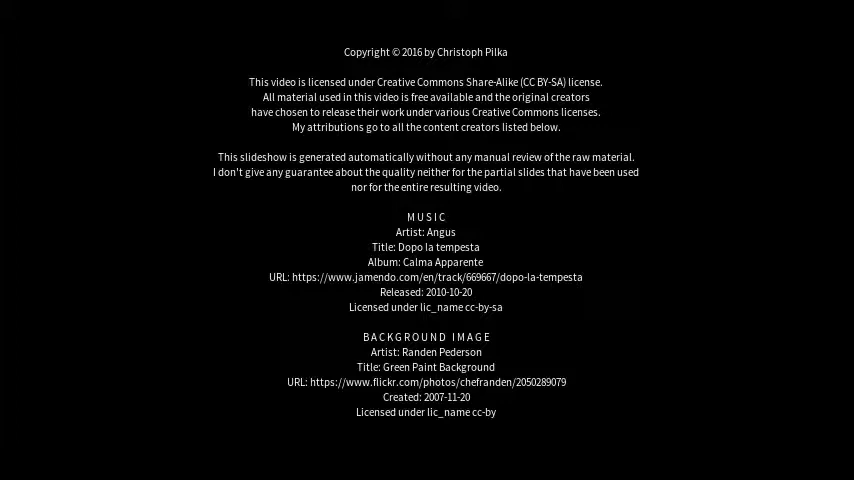 Copyright © 2016 by Christoph Pilka
This video is licensed under Creative Commons Share-Alike (CC BY-SA) license.
All material used in this video is free available and the original creators
have chosen to release their work under various Creative Commons licenses.
My attributions go to all the content creators listed below.
This slideshow is generated automatically without any manual review of the raw material.
I don't give any guarantee about the quality neither for the partial slides that have been used
nor for the entire resulting video.
MUSIC
Artist: Angus
Title: Dopo la tempesta
Album: Calma Apparente
URL: https://www.jamendo.com/en/track/669667/dopo-la-tempesta
Released: 2010-10-20
Licensed under lic_name cc-by-sa
BACKGROUND IMAGE
Artist: Randen Pederson
Title: Green Paint Background
URL: https://www.flickr.com/photos/chefranden/2050289079
Created: 2007-11-20
Licensed under lic_name cc-by